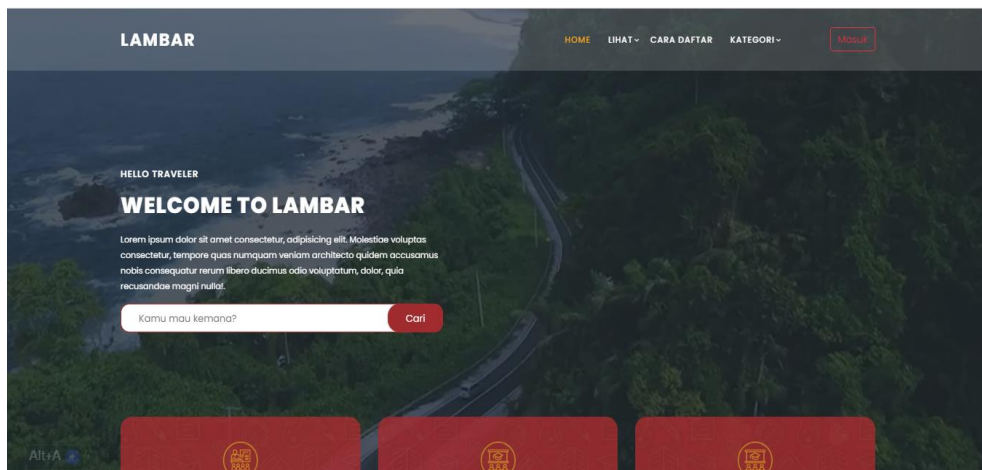 LAMBAR
HOME LIHAT CARA DAFTAR KATEGORI Masuk
HELLO TRAVELER
WELCOME TO LAMBAR
Lorem ipsum dolor sit amet consectetur, adipisicing elit. Molestiae voluptas
consectetur, tempore quas numquam veniam architecto quidem accusamus
nobis consequatur rerum libero ducimus odio voluptatum, dolor, quia
recusandae magni nulla!.
Kamu mau kemana? Cari
Alt+A